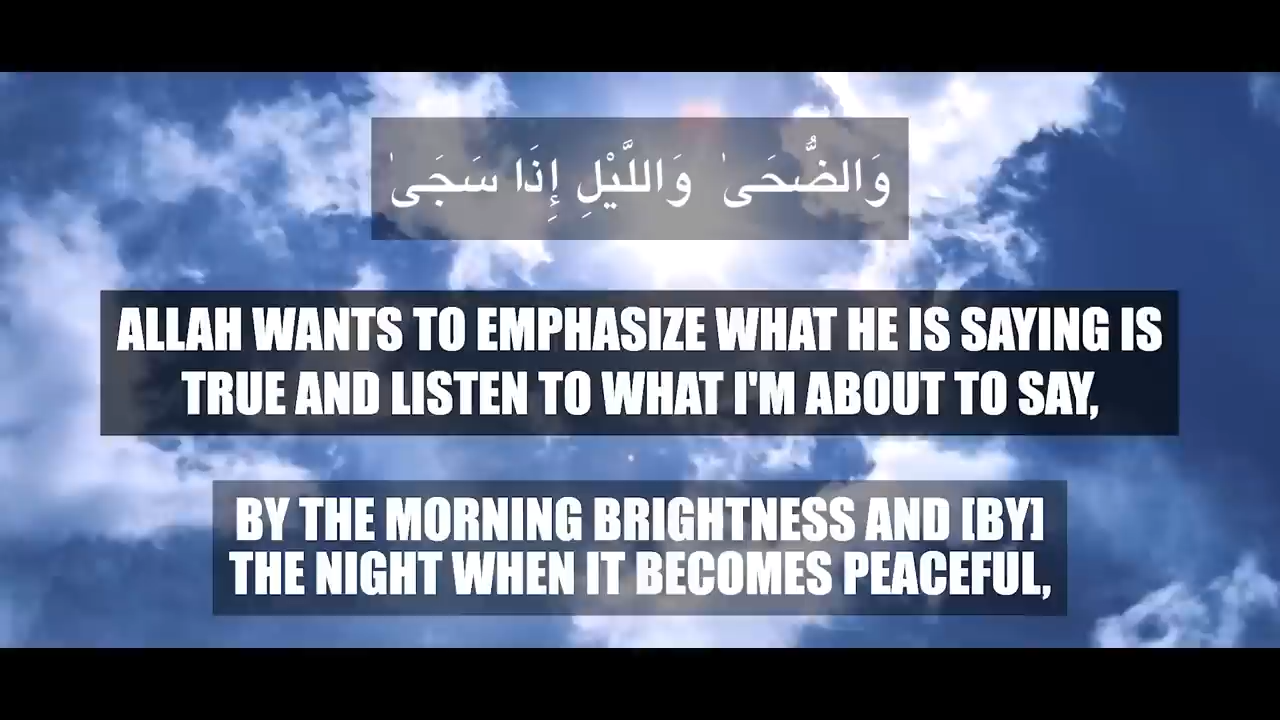 وَالضُّحَىٰ وَاللَّيْلِ إِذَا سَجَىٰ
ALLAH WANTS TO EMPHASIZE WHAT HE IS SAYING IS
TRUE AND LISTEN TO WHAT I'M ABOUT TO SAY,
BY THE MORNING BRIGHTNESS AND [BY]
THE NIGHT WHEN IT BECOMES PEACEFUL,